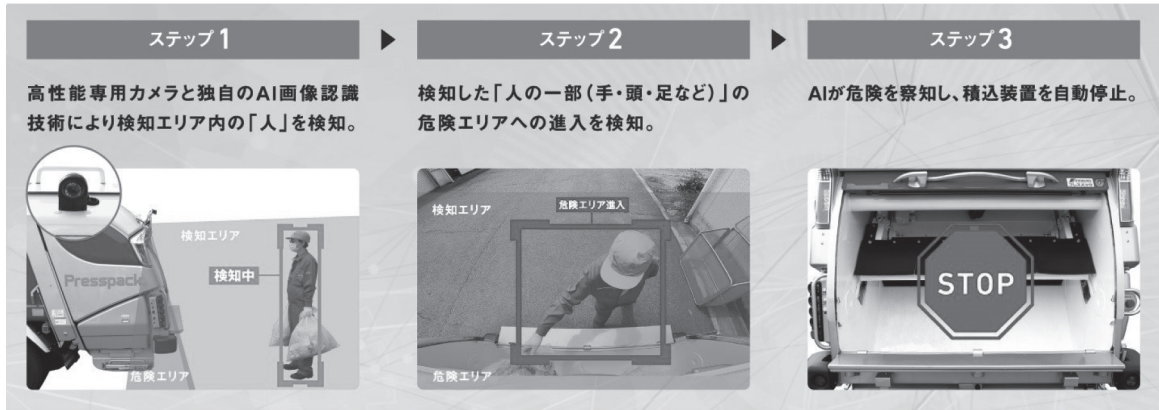 ステップ1
高性能専用カメラと独自のAI画像認識
技術により検知エリア内の「人」を検知。
検知エリア
検知中
Presspack
危険エリア
ステップ2
検知した「人の一部(手・頭・足など)」の
危険エリアへの進入を検知。
検知エリア
危険エリア進入
危険エリア
ステップ3
AIが危険を察知し、積込装置を自動停止。
STOP